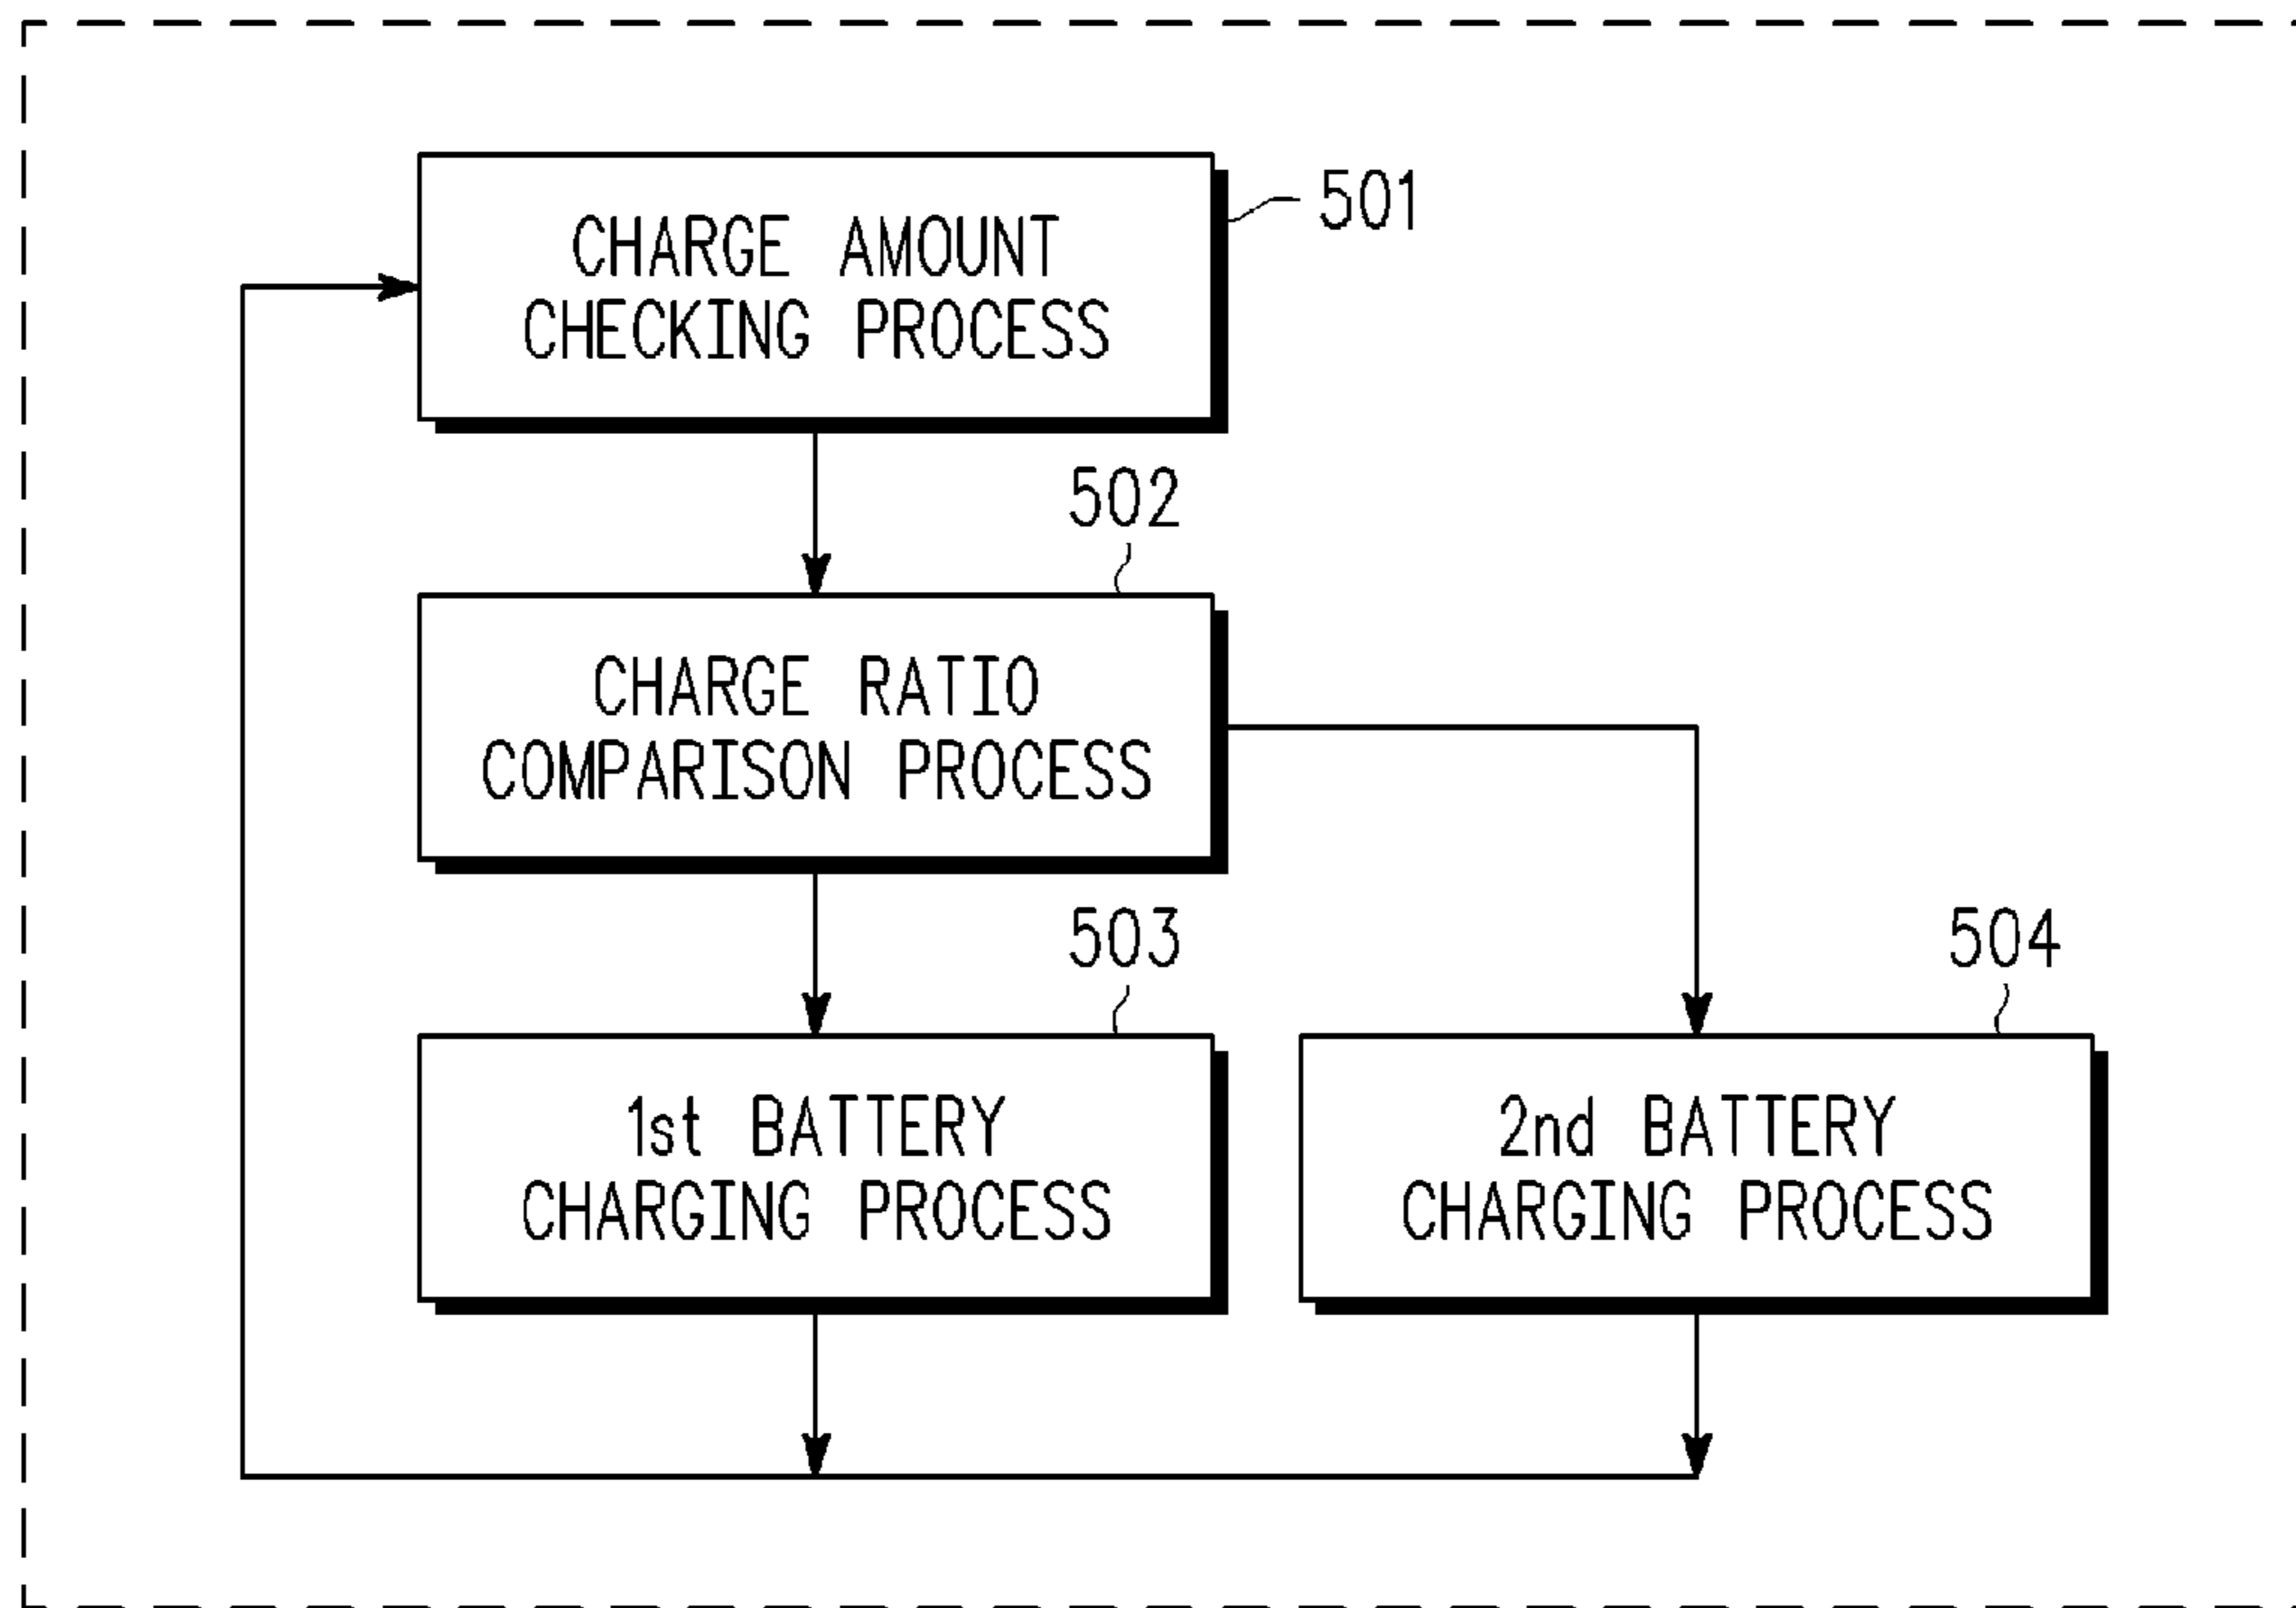 CHARGE AMOUNT
CHECKING PROCESS
501
502
CHARGE RATIO
COMPARISON PROCESS
503
1st BATTERY
CHARGING PROCESS
504
2nd BATTERY
CHARGING PROCESS